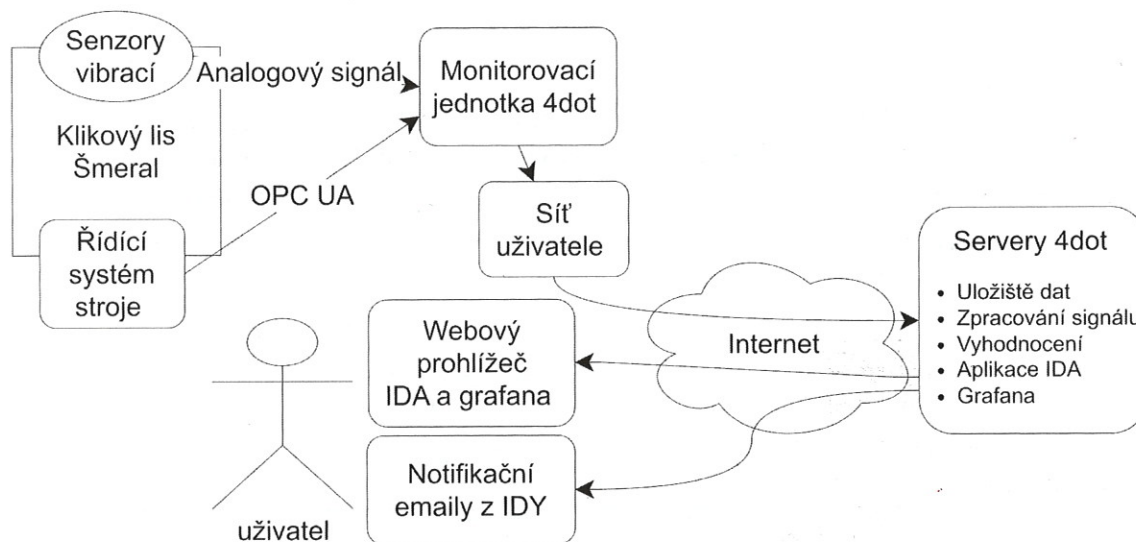 Senzory
vibrací
Analogový signál
Monitorovací
jednotka 4dot
Klikový lis
Šmeral
OPC UA
Řídící
systém
stroje
Síť
uživatele
Servery 4dot
• Uložiště dat
• Zpracování signálu
• Vyhodnocení
• Aplikace IDA
• Grafana
Internet
Webový
prohlížeč
IDA a grafana
Notifikační
emaily z IDY
uživatel